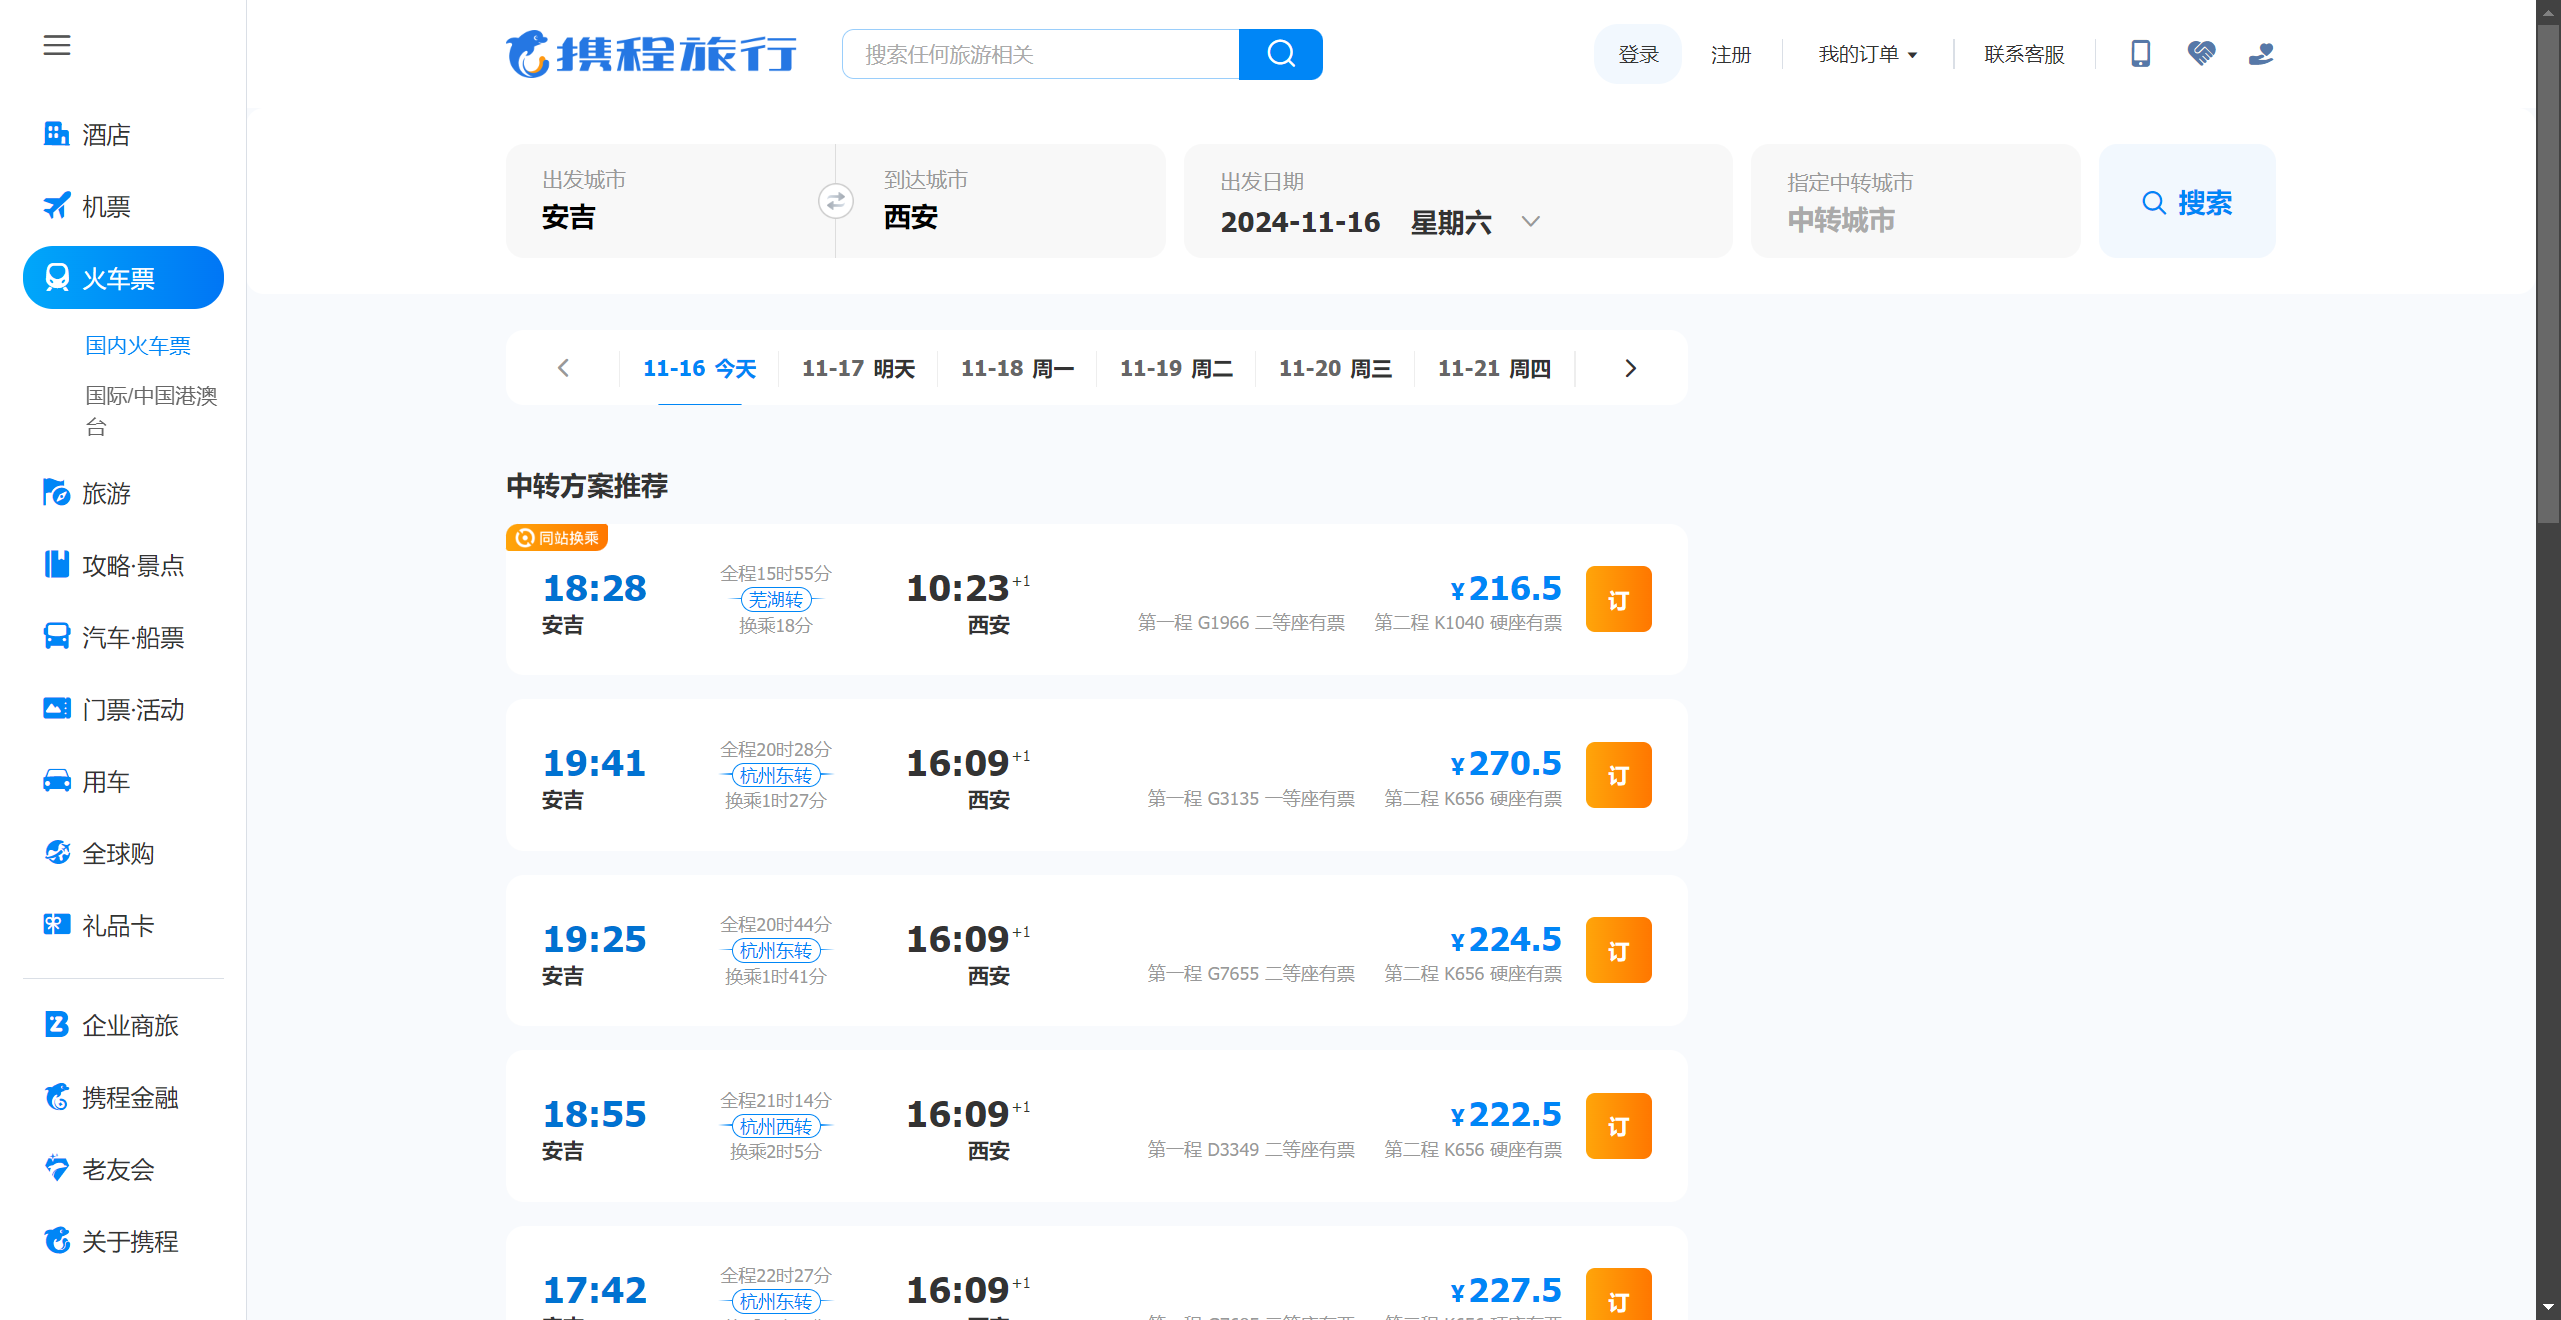 携程旅行
搜索任何旅游相关
登录
注册
我的订单
联系客服
酒店
机票
火车票
国内火车票
国际/中国港澳台
旅游
攻略·景点
汽车·船票
门票·活动
用车
全球购
礼品卡
企业商旅
携程金融
老友会
关于携程
出发城市
安吉
到达城市
西安
出发日期
2024-11-16 星期六
指定中转城市
中转城市
搜索
11-16 今天
11-17 明天
11-18 周一
11-19 周二
11-20 周三
11-21 周四
中转方案推荐
同站换乘
18:28
安吉
全程15时55分
芜湖转
换乘18分
10:23+1
西安
¥216.5
第一程 G1966 二等座有票 第二程 K1040 硬座有票
订
19:41
安吉
全程20时28分
杭州东转
换乘1时27分
16:09+1
西安
¥270.5
第一程 G3135 一等座有票 第二程 K656 硬座有票
订
19:25
安吉
全程20时44分
杭州东转
换乘1时41分
16:09+1
西安
¥224.5
第一程 G7655 二等座有票 第二程 K656 硬座有票
订
18:55
安吉
全程21时14分
杭州西转
换乘2时5分
16:09+1
西安
¥222.5
第一程 D3349 二等座有票 第二程 K656 硬座有票
订
17:42
全程22时27分
杭州东转
16:09+1
¥227.5
订